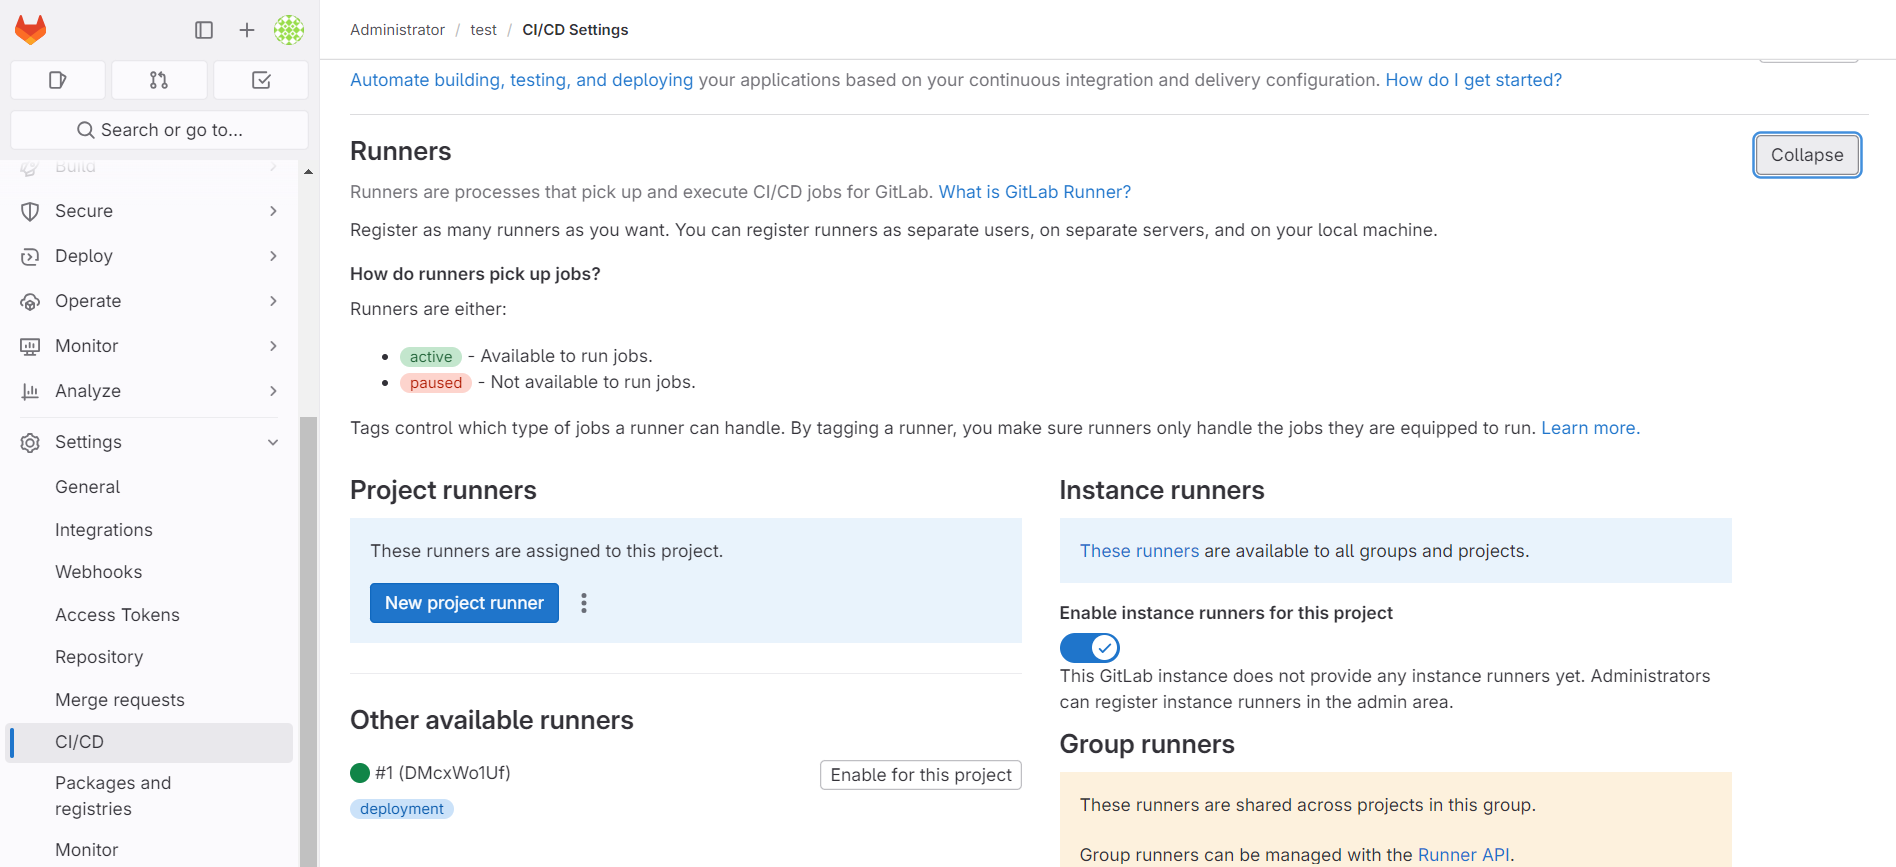 Administrator / test / CI/CD Settings
Search or go to...
Build
Secure
Deploy
Operate
Monitor
Analyze
Settings
General
Integrations
Webhooks
Access Tokens
Repository
Merge requests
CI/CD
Packages and
registries
Monitor
Automate building, testing, and deploying your applications based on your continuous integration and delivery configuration. How do I get started?
Runners
Collapse
Runners are processes that pick up and execute CI/CD jobs for GitLab. What is GitLab Runner?
Register as many runners as you want. You can register runners as separate users, on separate servers, and on your local machine.
How do runners pick up jobs?
Runners are either:
active - Available to run jobs.
paused - Not available to run jobs.
Tags control which type of jobs a runner can handle. By tagging a runner, you make sure runners only handle the jobs they are equipped to run. Learn more.
Project runners
These runners are assigned to this project.
New project runner
Other available runners
#1 (DMcxWo1Uf)
Enable for this project
deployment
Instance runners
These runners are available to all groups and projects.
Enable instance runners for this project
This GitLab instance does not provide any instance runners yet. Administrators
can register instance runners in the admin area.
Group runners
These runners are shared across projects in this group.
Group runners can be managed with the Runner API.